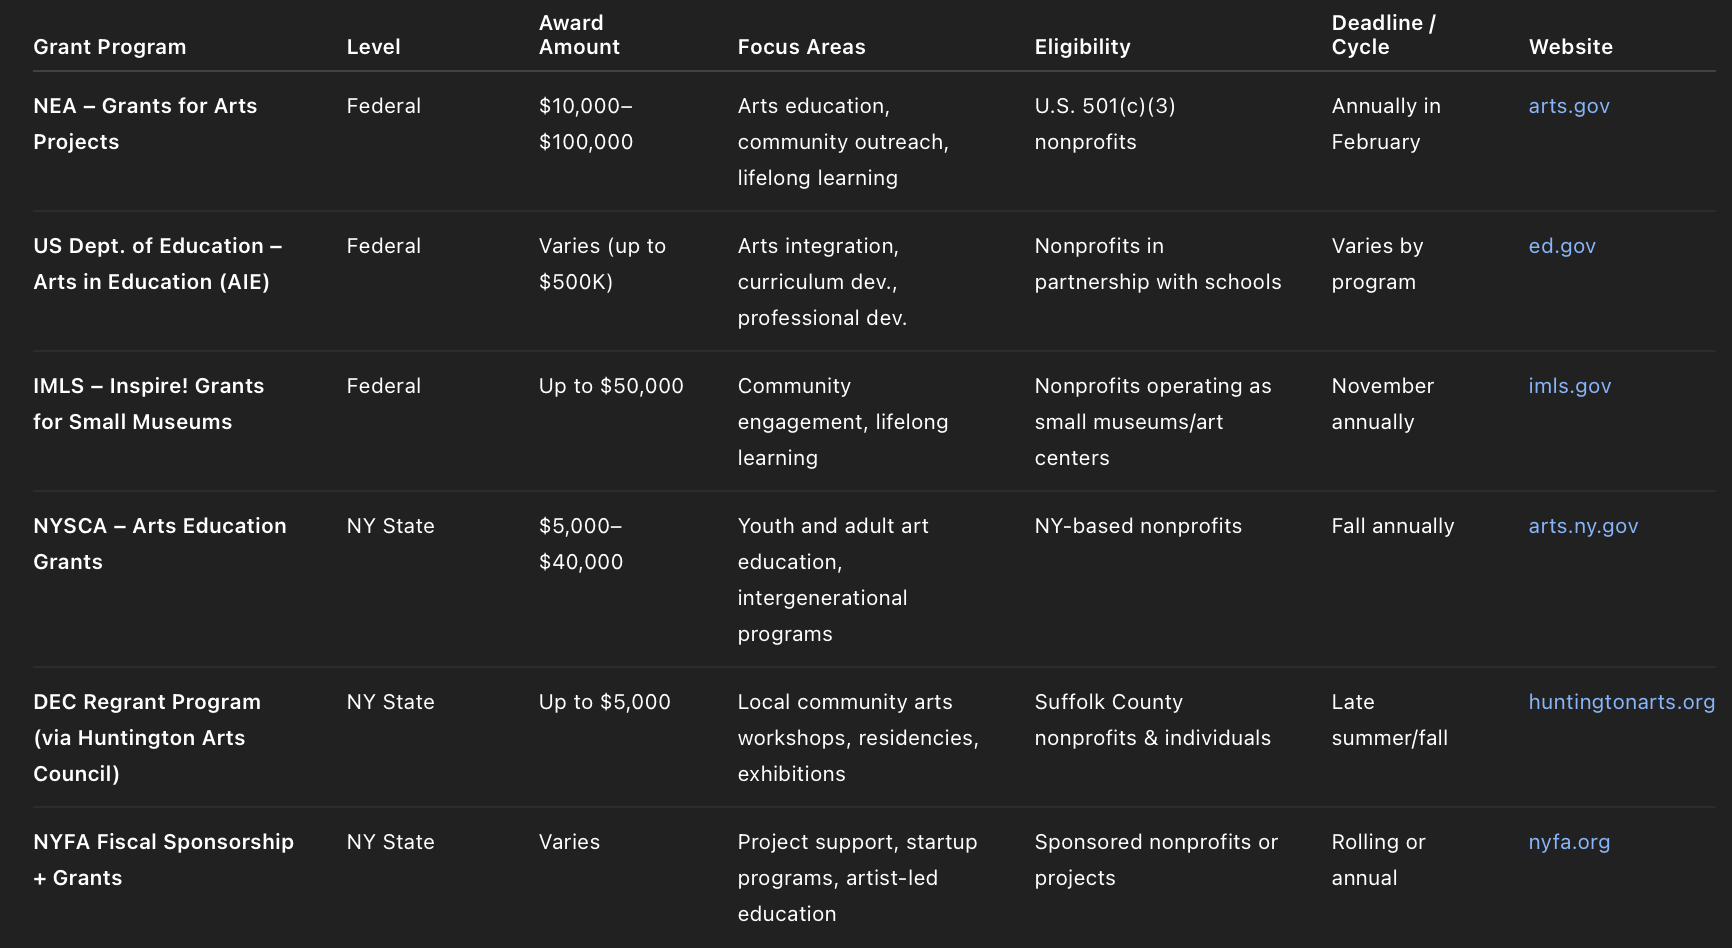 Grant Program
Level
Award
Amount
Focus Areas
Eligibility
Deadline /
Cycle
Website
NEA – Grants for Arts
Projects
Federal
$10,000–
$100,000
Arts education,
community outreach,
lifelong learning
U.S. 501(c)(3)
nonprofits
Annually in
February
arts.gov
US Dept. of Education –
Arts in Education (AIE)
Federal
Varies (up to
$500K)
Arts integration,
curriculum dev.,
professional dev.
Nonprofits in
partnership with schools
Varies by
program
ed.gov
IMLS – Inspire! Grants
for Small Museums
Federal
Up to $50,000
Community
engagement, lifelong
learning
Nonprofits operating as
small museums/art
centers
November
annually
imls.gov
NYSCA – Arts Education
Grants
NY State
$5,000–
$40,000
Youth and adult art
education,
intergenerational
programs
NY-based nonprofits
Fall annually
arts.ny.gov
DEC Regrant Program
(via Huntington Arts
Council)
NY State
Up to $5,000
Local community arts
workshops, residencies,
exhibitions
Suffolk County
nonprofits & individuals
Late
summer/fall
huntingtonarts.org
NYFA Fiscal Sponsorship
+ Grants
NY State
Varies
Project support, startup
programs, artist-led
education
Sponsored nonprofits or
projects
Rolling or
annual
nyfa.org